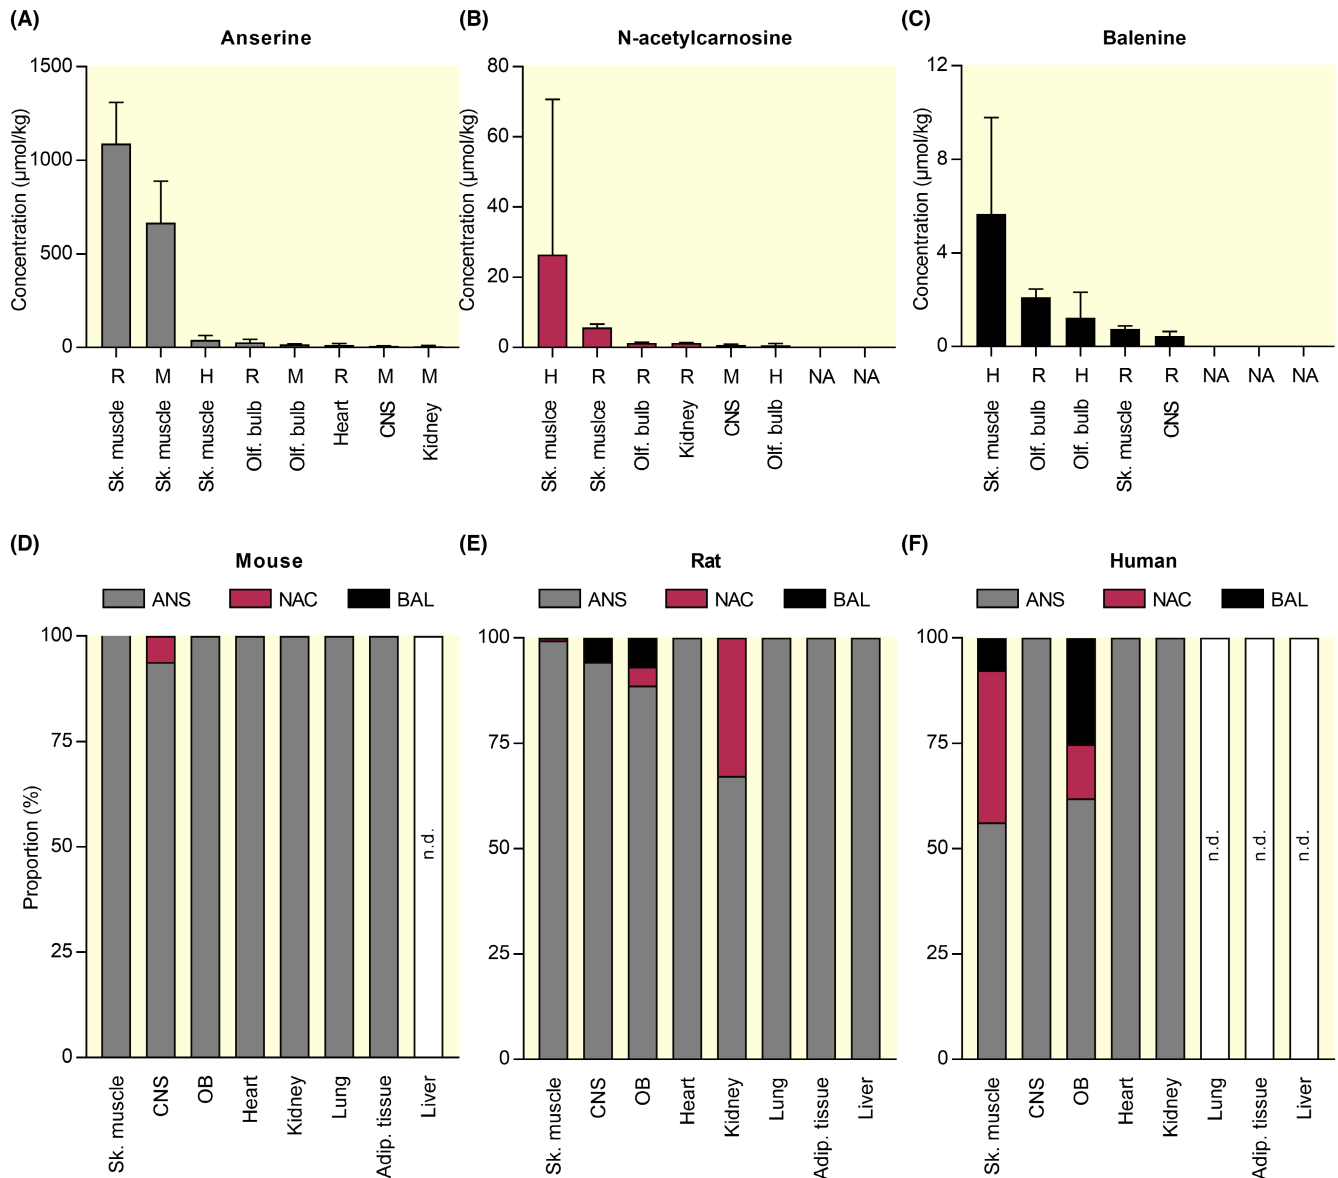 (A)
Anserine
Concentration (µmol/kg)
1500
1000
500
0
R M H R M R M M
Sk. muscle
Sk. muscle
Sk. muscle
Olf. bulb
Olf. bulb
Heart
CNS
Kidney
(B)
N-acetylcarnosine
Concentration (µmol/kg)
80
60
40
20
0
H R R R M H NA NA
Sk. muslce
Sk. muslce
Olf. bulb
Kidney
CNS
Olf. bulb
(C)
Balenine
Concentration (µmol/kg)
12
8
4
0
H R H R R NA NA NA
Sk. muscle
Olf. bulb
Olf. bulb
Sk. muscle
CNS
(D)
Mouse
ANS NAC BAL
Proportion (%)
100
75
50
25
0
n.d.
Sk. muscle
CNS
OB
Heart
Kidney
Lung
Adip. tissue
Liver
(E)
Rat
ANS NAC BAL
100
75
50
25
0
Sk. muscle
CNS
OB
Heart
Kidney
Lung
Adip. tissue
Liver
(F)
Human
ANS NAC BAL
100
75
50
25
0
n.d.
n.d.
n.d.
Sk. muscle
CNS
OB
Heart
Kidney
Lung
Adip. tissue
Liver